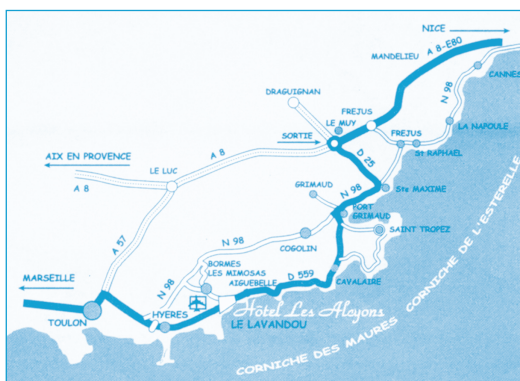 NICE
A 8-E80
MANDELIEU
CANNES
N 98
DRAGUIGNAN
LE MUY
FREJUS
LA NAPOULE
SORTIE
FREJUS
St RAPHAEL
D 25
AIX EN PROVENCE
A 8
A 8
LE LUC
Ste MAXIME
GRIMAUD
N 98
PORT
GRIMAUD
SAINT TROPEZ
A 57
N 98
COGOLIN
BORMES
LES MIMOSAS
AIGUEBELLE
D 559
CAVALAIRE
N 98
MARSEILLE
TOULON
HYERES
Hôtel Les Alcyons
LE LAVANDOU
CORNICHE DES MAURES
CORNICHE DE L'ESTERELLE